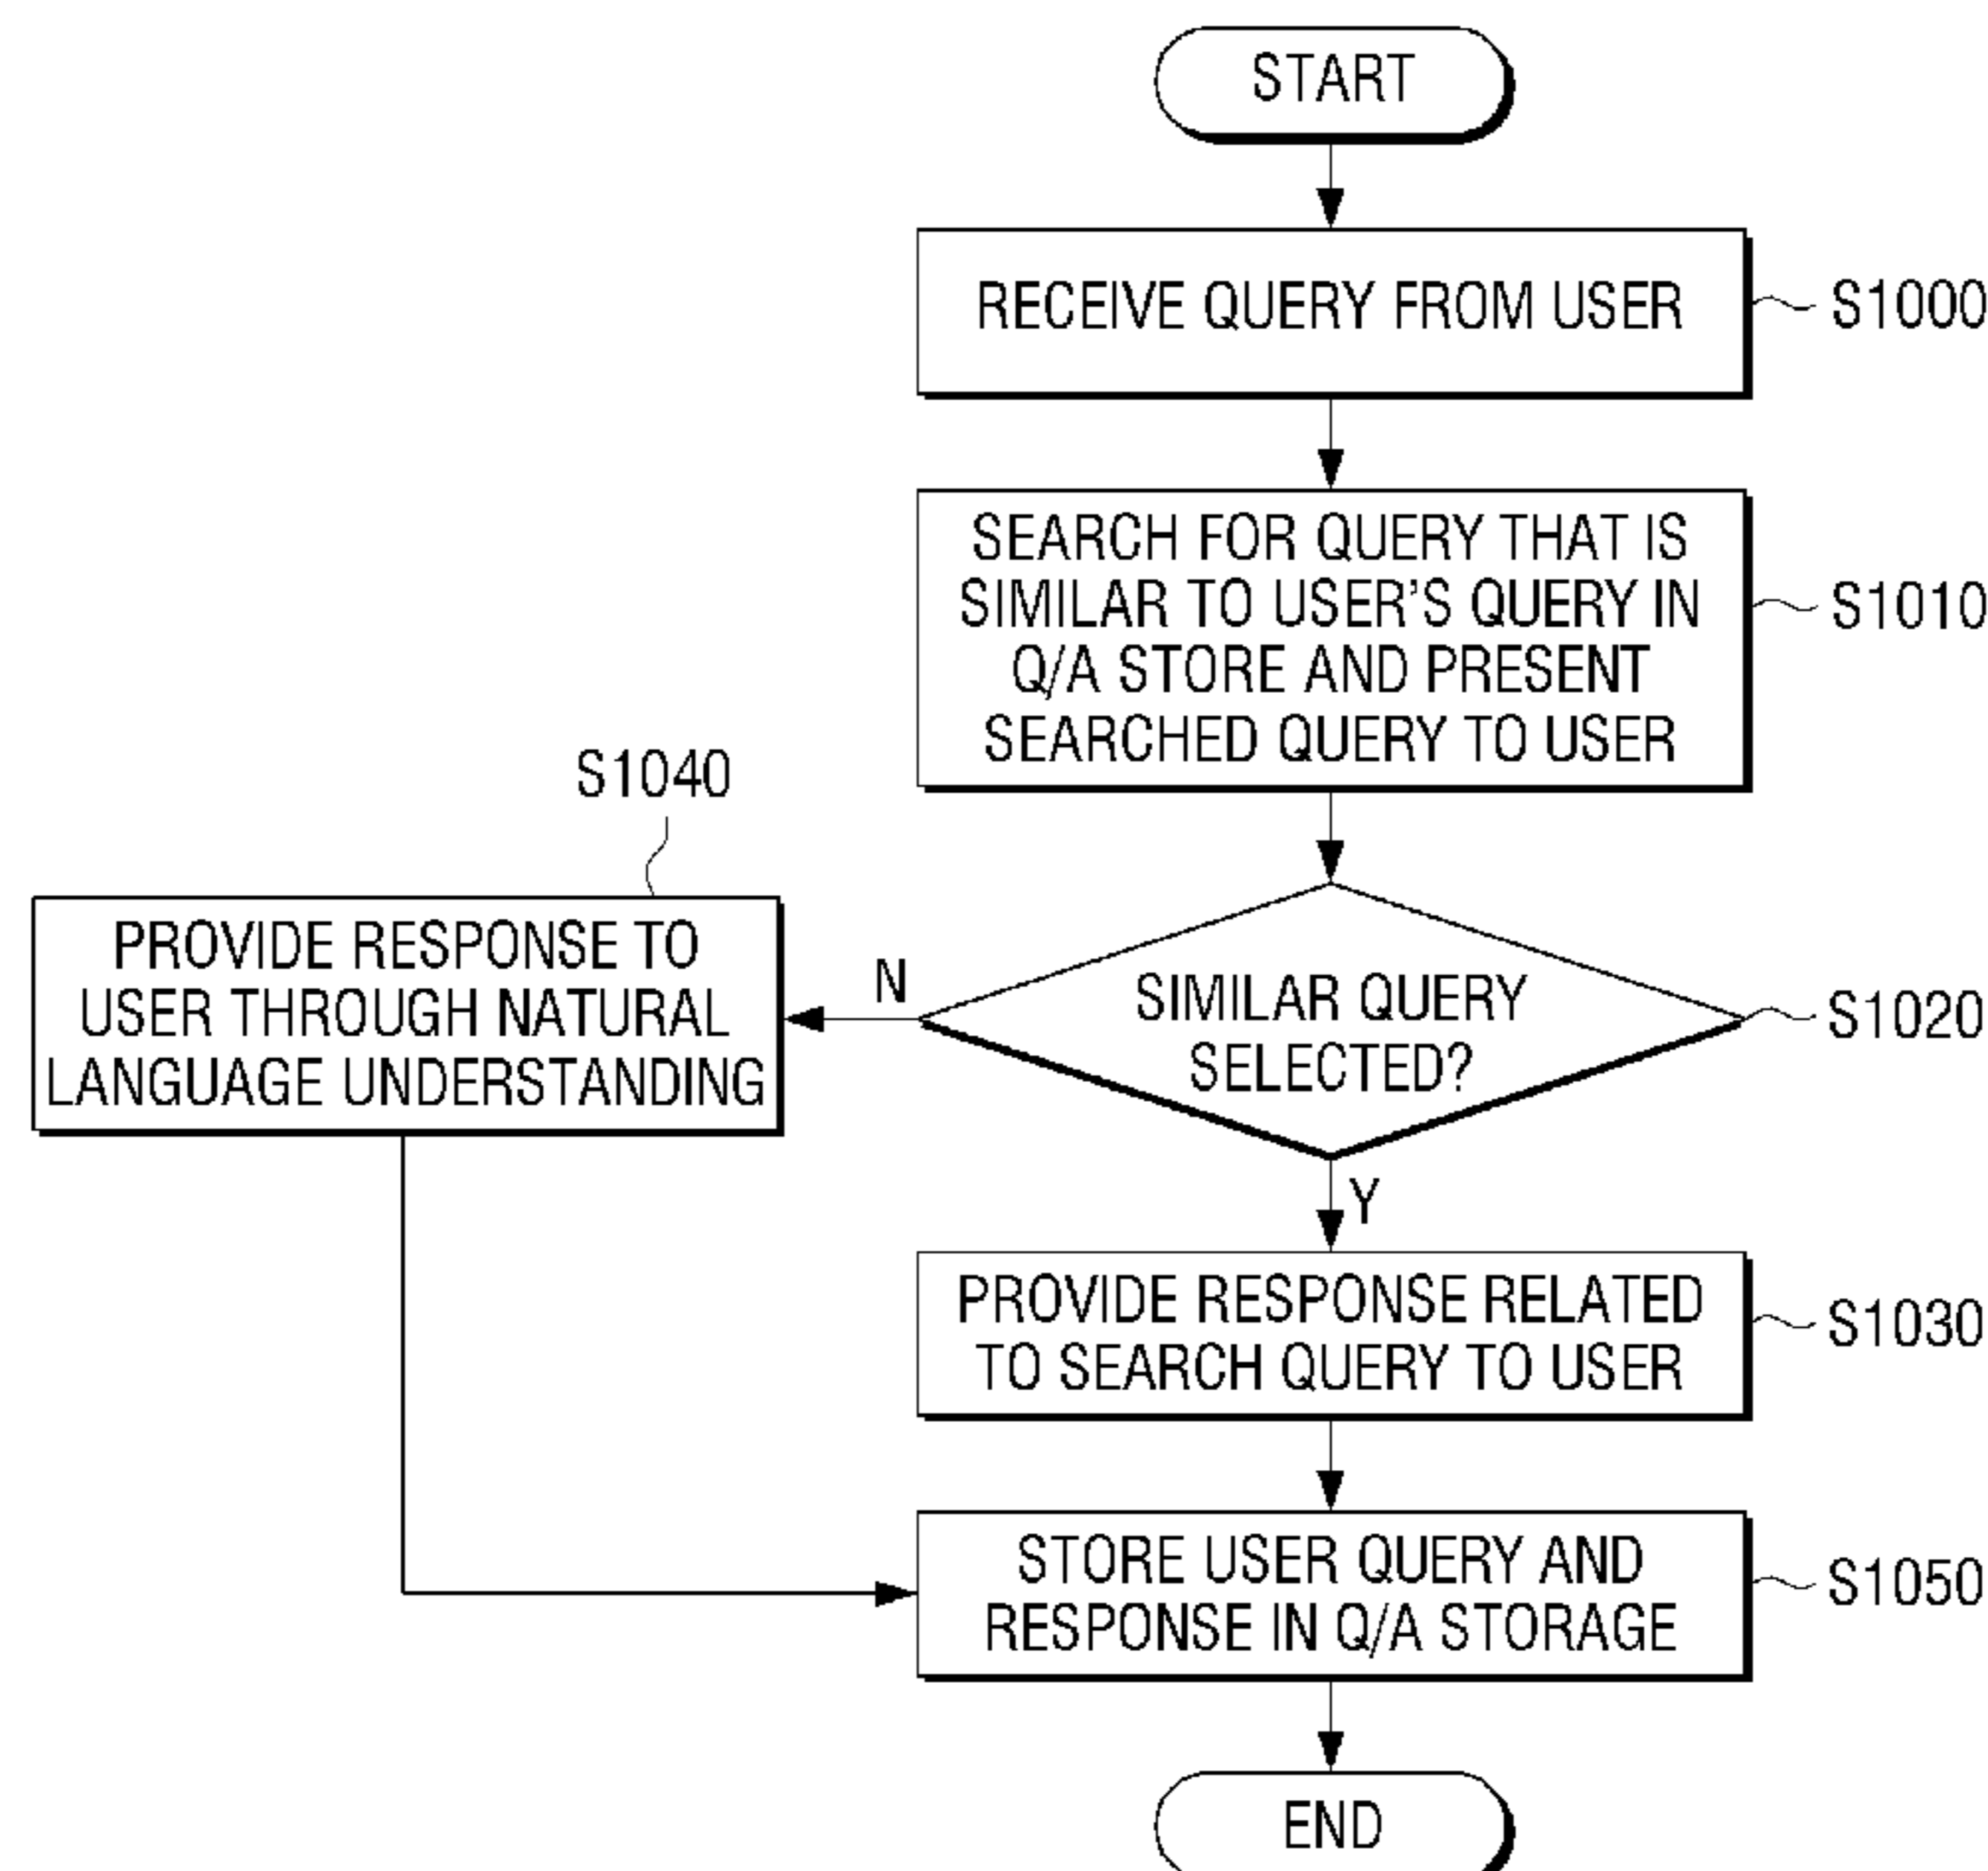 START
RECEIVE QUERY FROM USER
S1000
SEARCH FOR QUERY THAT IS
SIMILAR TO USER'S QUERY IN
Q/A STORE AND PRESENT
SEARCHED QUERY TO USER
S1010
SIMILAR QUERY
SELECTED?
S1020
N
S1040
PROVIDE RESPONSE TO
USER THROUGH NATURAL
LANGUAGE UNDERSTANDING
Y
PROVIDE RESPONSE RELATED
TO SEARCH QUERY TO USER
S1030
STORE USER QUERY AND
RESPONSE IN Q/A STORAGE
S1050
END